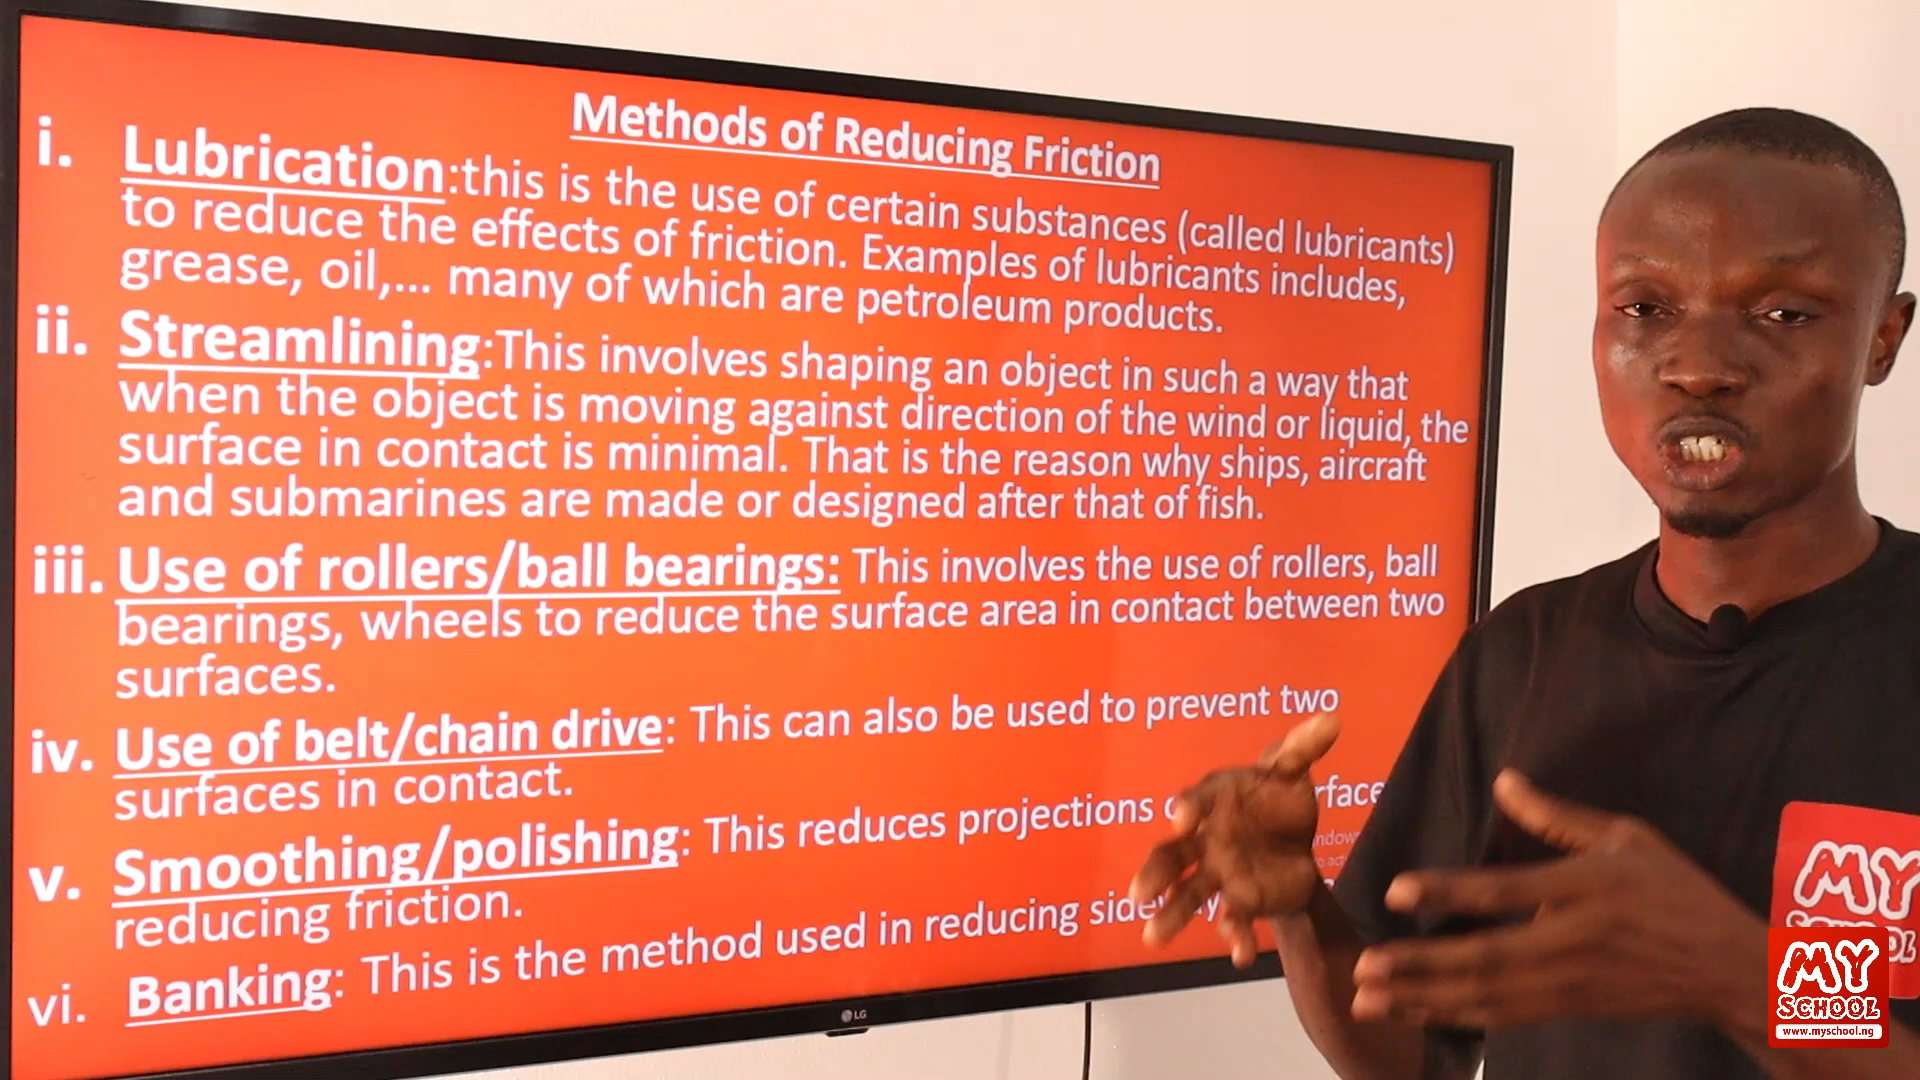 Methods of Reducing Friction
i. Lubrication:this is the use of certain substances (called lubricants)
to reduce the effects of friction. Examples of lubricants includes,
grease, oil,... many of which are petroleum products.
ii. Streamlining:This involves shaping an object in such a way that
when the object is moving against direction of the wind or liquid, the
surface in contact is minimal. That is the reason why ships, aircraft
and submarines are made or designed after that of fish.
iii. Use of rollers/ball bearings: This involves the use of rollers, ball
bearings, wheels to reduce the surface area in contact between two
surfaces.
iv. Use of belt/chain drive: This can also be used to prevent two
surfaces in contact.
v. Smoothing/polishing: This reduces projections
reducing friction.
vi. Banking: This is the method used in reducing
LG
MY
SCHOOL
MY
SCHOOL
www.myschool.ng